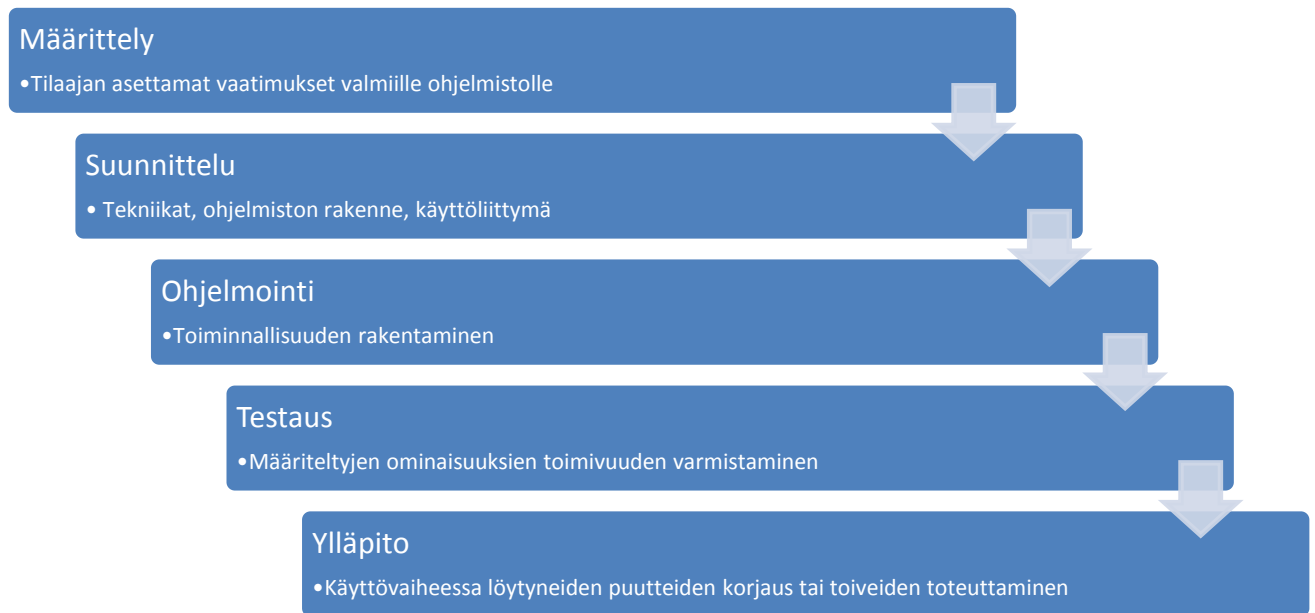 Määrittely
•Tilaajan asettamat vaatimukset valmiille ohjelmistolle
Suunnittelu
• Tekniikat, ohjelmiston rakenne, käyttöliittymä
Ohjelmointi
•Toiminnallisuuden rakentaminen
Testaus
•Määriteltyjen ominaisuuksien toimivuuden varmistaminen
Ylläpito
•Käyttövaiheessa löytyneiden puutteiden korjaus tai toiveiden toteuttaminen